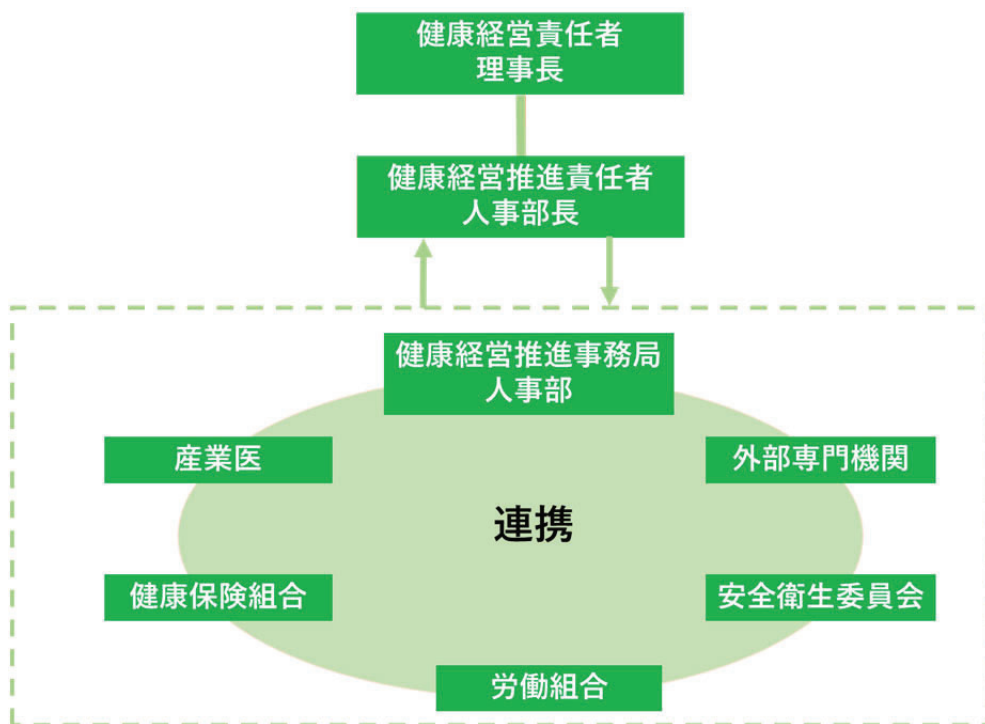 健康経営責任者
理事長
健康経営推進責任者
人事部長
健康経営推進事務局
人事部
産業医
外部専門機関
連携
健康保険組合
安全衛生委員会
労働組合